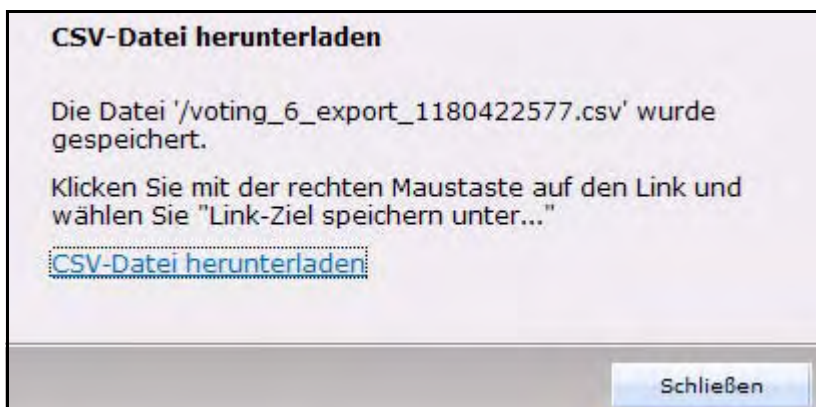 CSV-Datei herunterladen
Die Datei '/voting_6_export_1180422577.csv' wurde
gespeichert.
Klicken Sie mit der rechten Maustaste auf den Link und
wählen Sie "Link-Ziel speichern unter..."
CSV-Datei herunterladen
Schließen